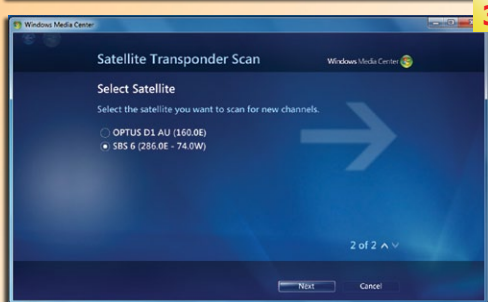 3
Windows Media Center
Satellite Transponder Scan
Windows Media Center
Select Satellite
Select the satellite you want to scan for new channels.
OPTUS D1 AU (160.0E)
SBS 6 (286.0E - 74.0W)
2 of 2
Next Cancel